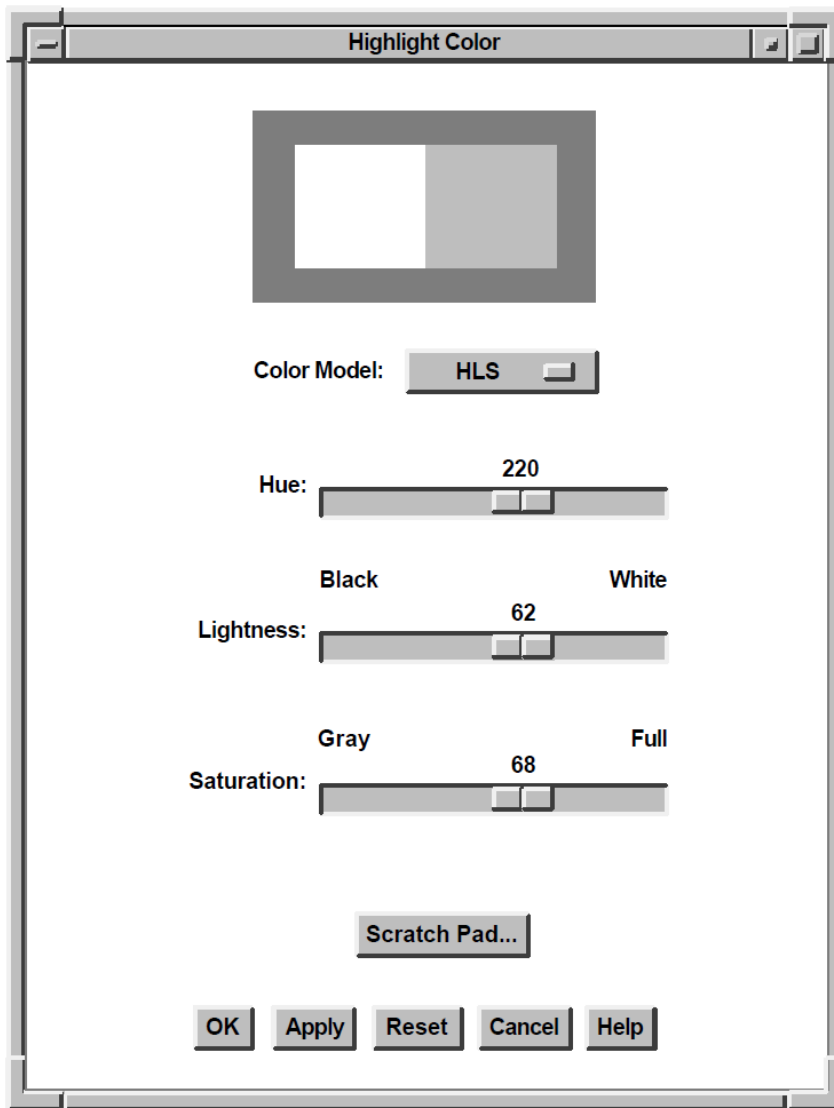 Highlight Color
Color Model: HLS
220
Hue:
Black White
62
Lightness:
Gray Full
68
Saturation:
Scratch Pad...
OK Apply Reset Cancel Help